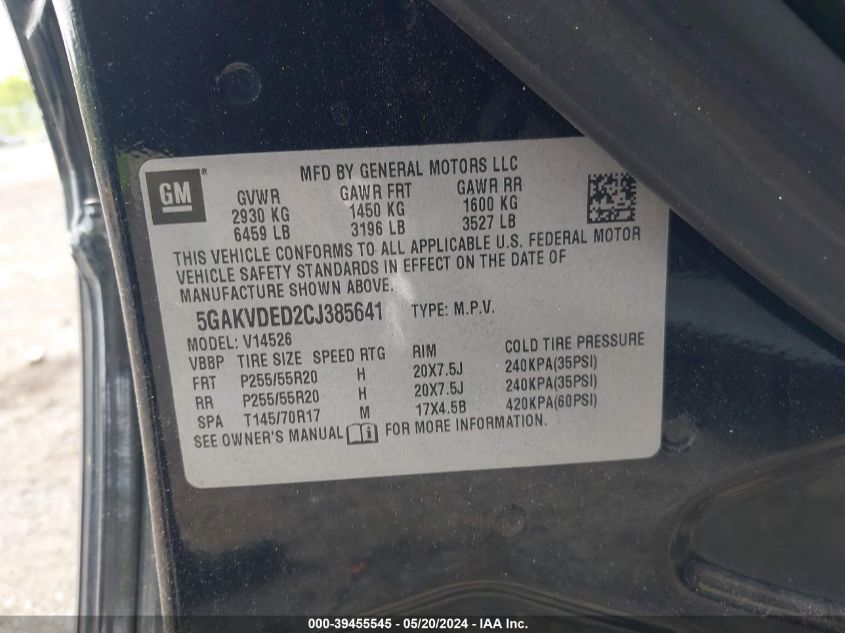 MFD BY GENERAL MOTORS LLC
GM
GVWR GAWR FRT GAWR RR
2930 KG 1450 KG 1600 KG
6459 LB 3196 LB 3527 LB
THIS VEHICLE CONFORMS TO ALL APPLICABLE U.S. FEDERAL MOTOR
VEHICLE SAFETY STANDARDS IN EFFECT ON THE DATE OF
MANUFACTURE SHOWN ABOVE.
5GAKVDED2CJ385641 TYPE: M.P.V.
MODEL: V14526
VBBP TIRE SIZE SPEED RTG RIM COLD TIRE PRESSURE
FRT P255/55R20 H 20X7.5J 240KPA(35PSI)
RR P255/55R20 H 20X7.5J 240KPA(35PSI)
SPA T145/70R17 M 17X4.5B 420KPA(60PSI)
SEE OWNER'S MANUAL FOR MORE INFORMATION.
000-39455545 - 05/20/2024 - IAA Inc.